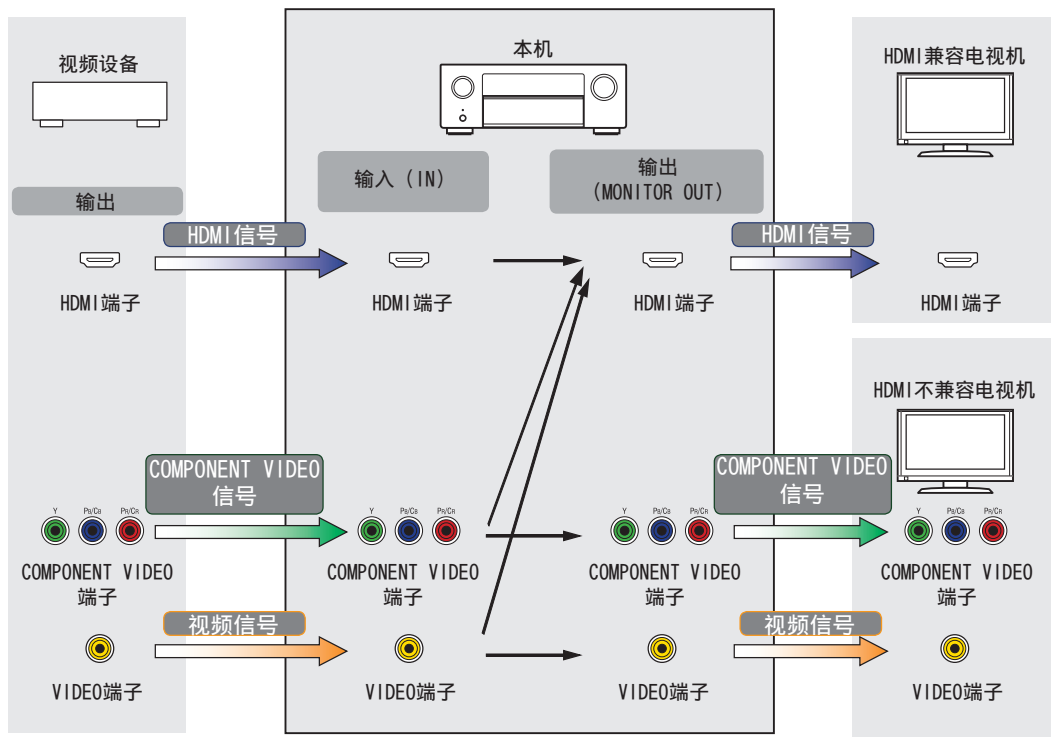 视频设备
本机
HDMI兼容电视机
输入（IN）
输出
（MONITOR OUT）
输出
HDMI信号
HDMI信号
HDMI端子
HDMI端子
HDMI端子
HDMI端子
HDMI不兼容电视机
COMPONENT VIDEO
信号
COMPONENT VIDEO
信号
Y PB/CB PR/CR
Y PB/CB PR/CR
Y PB/CB PR/CR
Y PB/CB PR/CR
COMPONENT VIDEO
端子
COMPONENT VIDEO
端子
COMPONENT VIDEO
端子
COMPONENT VIDEO
端子
视频信号
视频信号
VIDEO端子
VIDEO端子
VIDEO端子
VIDEO端子